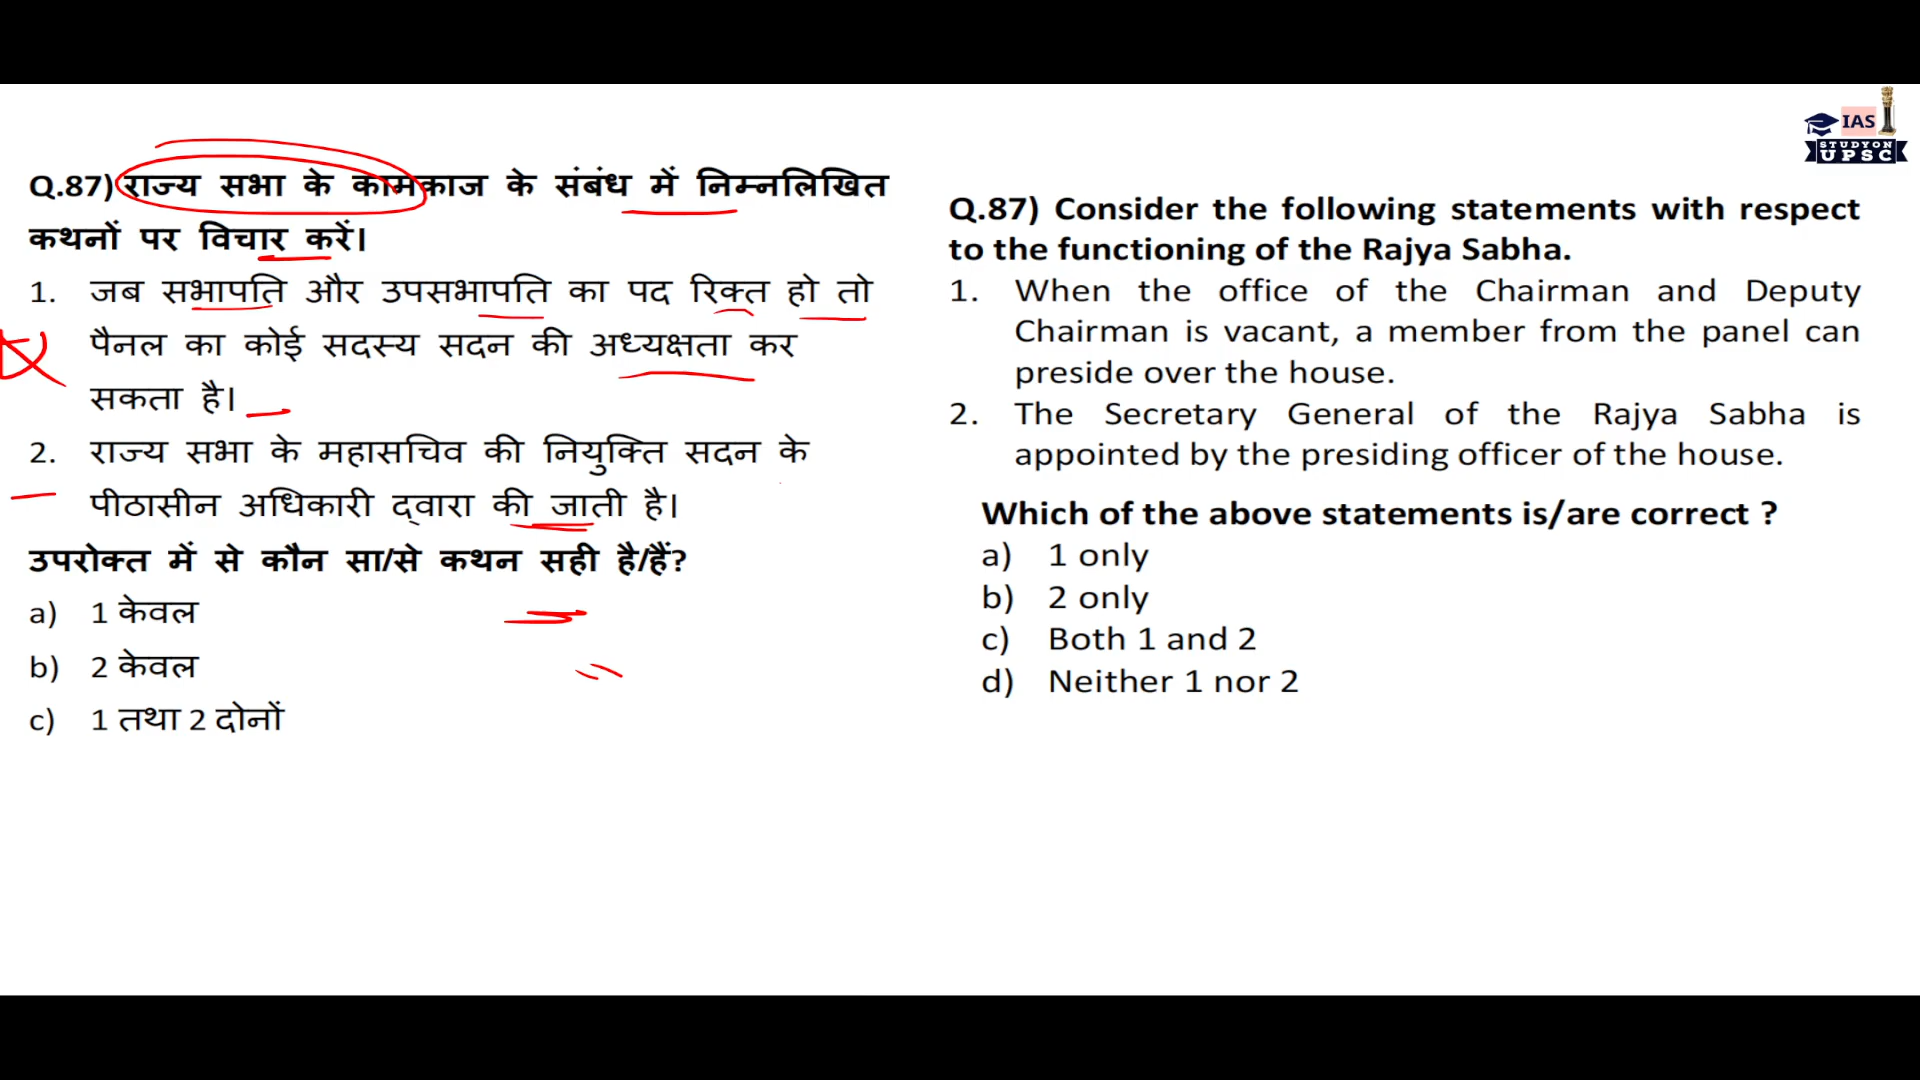 Q.87) राज्य सभा के कामकाज के संबंध में निम्नलिखित
कथनों पर विचार करें।
1. जब सभापति और उपसभापति का पद रिक्त हो तो
पैनल का कोई सदस्य सदन की अध्यक्षता कर
सकता है।
2. राज्य सभा के महासचिव की नियुक्ति सदन के
पीठासीन अधिकारी द्वारा की जाती है।
उपरोक्त में से कौन सा/से कथन सही है/हैं?
a) 1 केवल
b) 2 केवल
c) 1 तथा 2 दोनों
IAS
STUDYON
UPSC
Q.87) Consider the following statements with respect
to the functioning of the Rajya Sabha.
1. When the office of the Chairman and Deputy
Chairman is vacant, a member from the panel can
preside over the house.
2. The Secretary General of the Rajya Sabha is
appointed by the presiding officer of the house.
Which of the above statements is/are correct ?
a) 1 only
b) 2 only
c) Both 1 and 2
d) Neither 1 nor 2